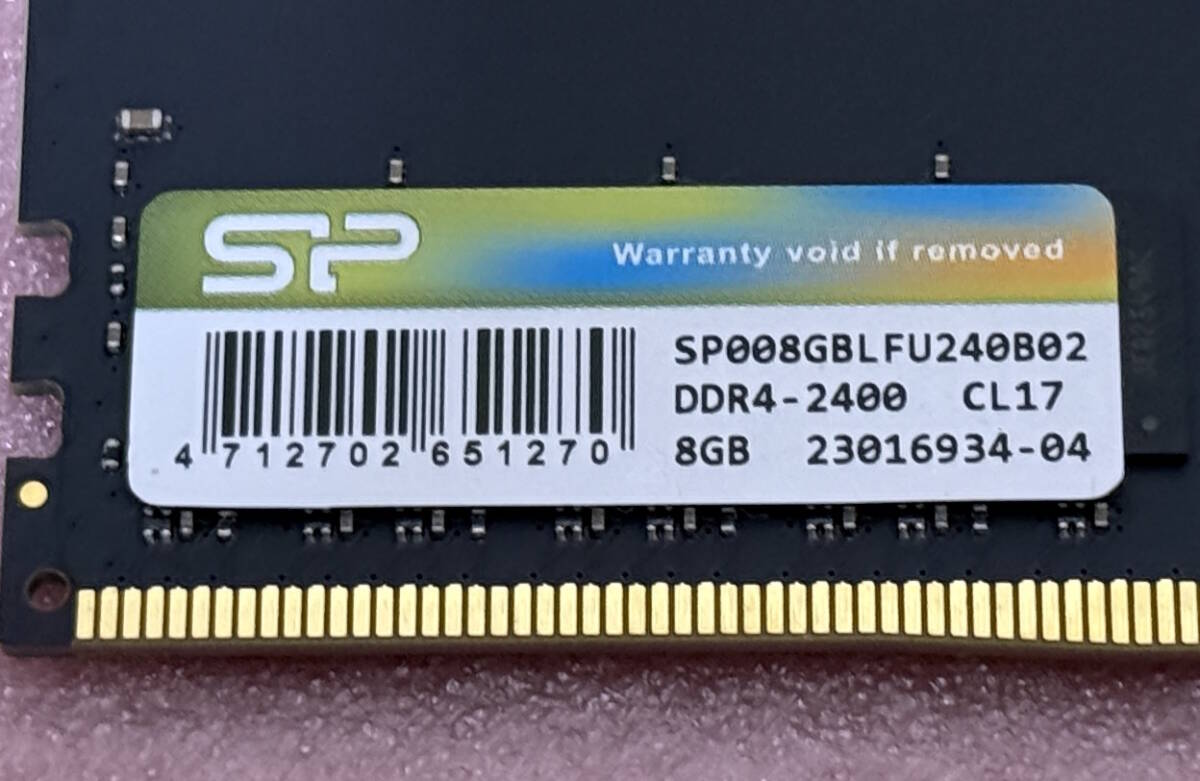 SP
Warranty void if removed
SP008GBLFU240B02
DDR4-2400 CL17
8GB 23016934-04
4 712702 651270